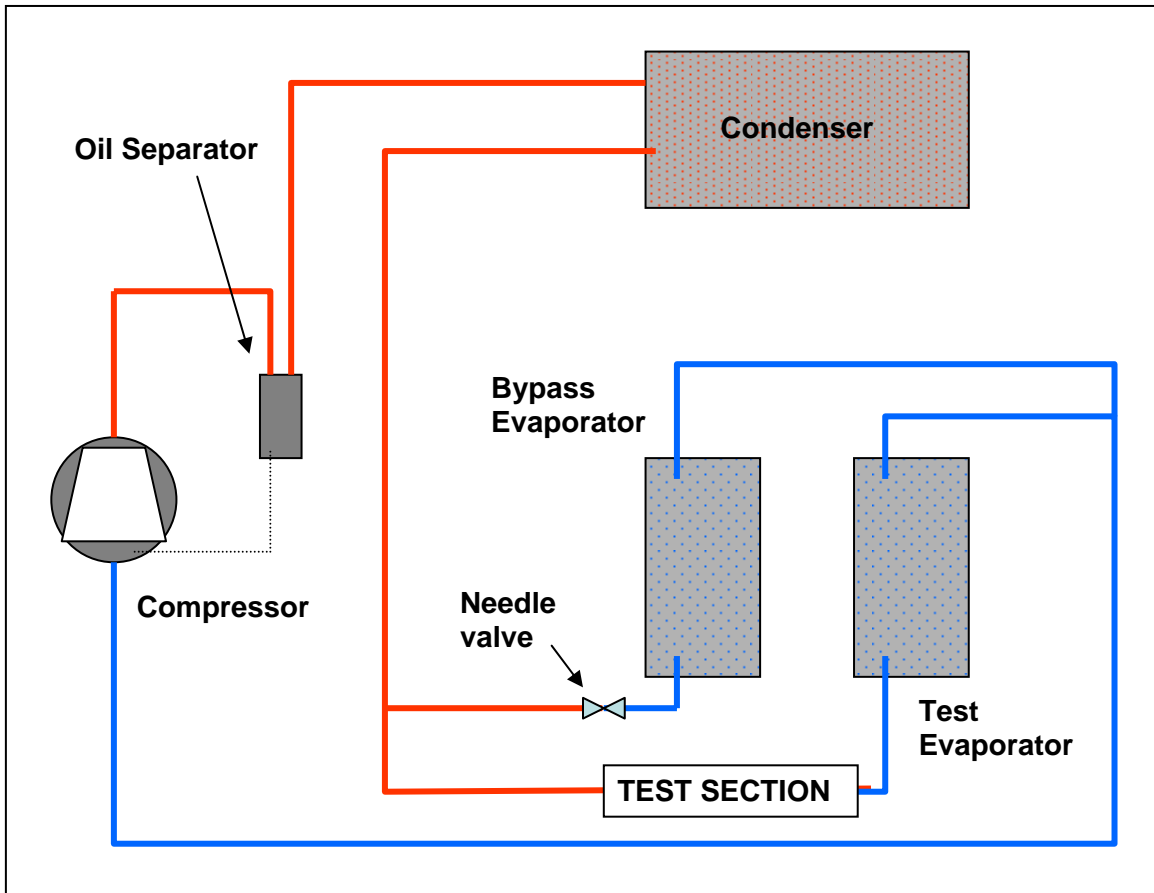 Condenser
Oil Separator
Bypass
Evaporator
Compressor
Needle
valve
Test
Evaporator
TEST SECTION